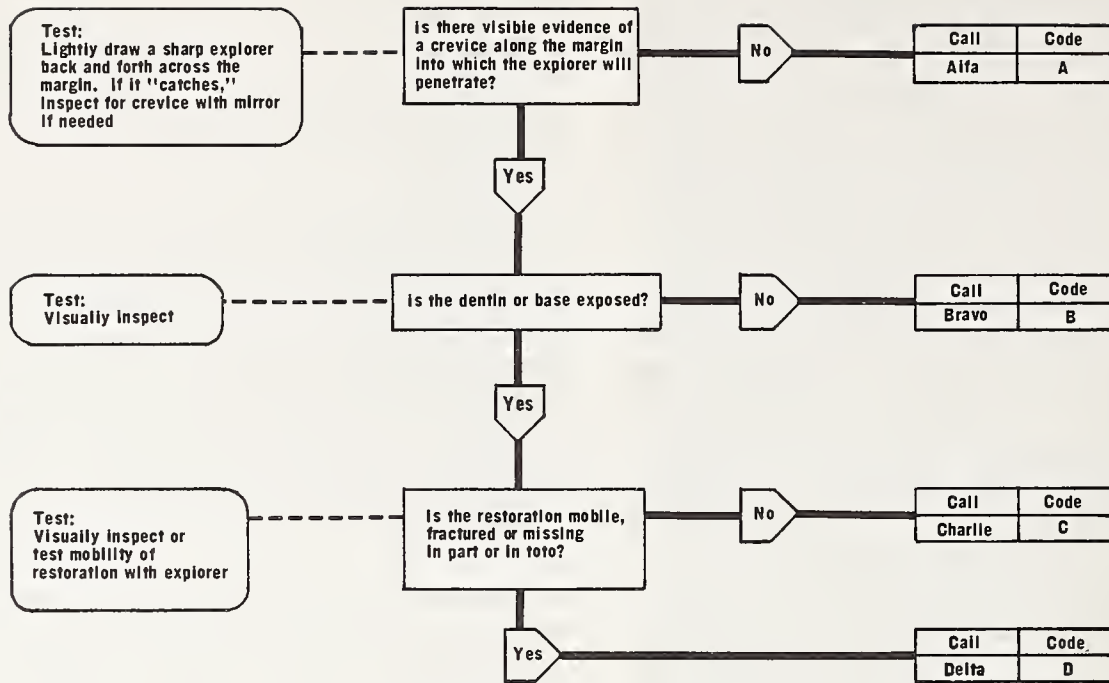 Test:
Lightly draw a sharp explorer
back and forth across the
margin. If it "catches,"
inspect for crevice with mirror
if needed
is there visible evidence of
a crevice along the margin
into which the explorer will
penetrate?
No
Call Code
Alfa A
Yes
Test:
Visually inspect
is the dentin or base exposed?
No
Call Code
Bravo B
Yes
Test:
Visually inspect or
test mobility of
restoration with explorer
Is the restoration mobile,
fractured or missing
in part or in toto?
No
Call Code
Charlie C
Yes
Call Code
Delta D